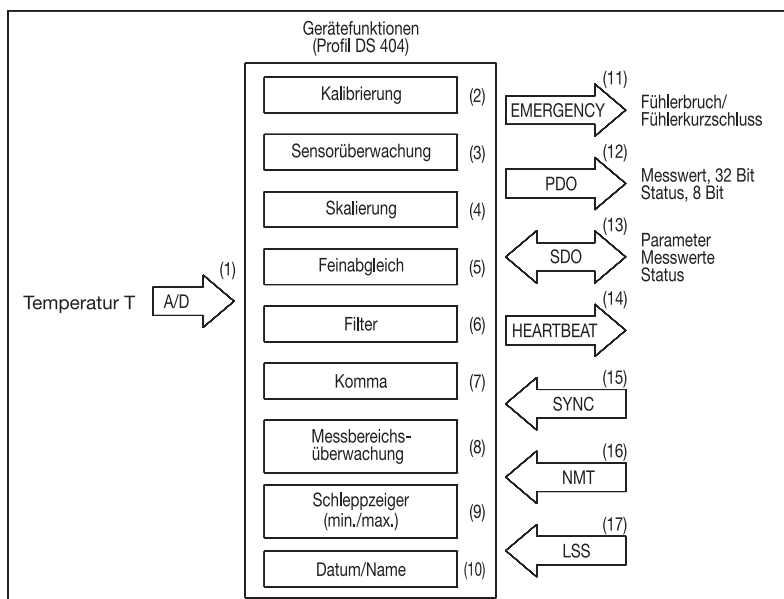 Gerätefunktionen
(Profil DS 404)
Kalibrierung (2)
Sensorüberwachung (3)
Skalierung (4)
Feinabgleich (5)
Filter (6)
Komma (7)
Messbereichs-
überwachung (8)
Schleppzeiger
(min./max.) (9)
Datum/Name (10)
Temperatur T
A/D
(1)
(11)
EMERGENCY
Fühlerbruch/
Fühlerkurzschluss
(12)
PDO
Messwert, 32 Bit
Status, 8 Bit
(13)
SDO
Parameter
Messwerte
Status
(14)
HEARTBEAT
(15)
SYNC
(16)
NMT
(17)
LSS